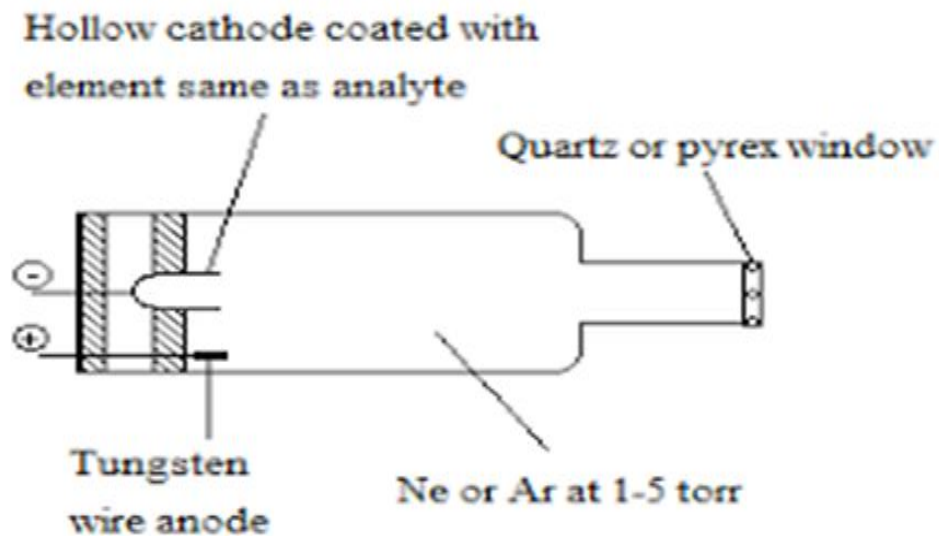 Hollow cathode coated with
element same as analyte
Quartz or pyrex window
-
+
Tungsten
wire anode
Ne or Ar at 1-5 torr